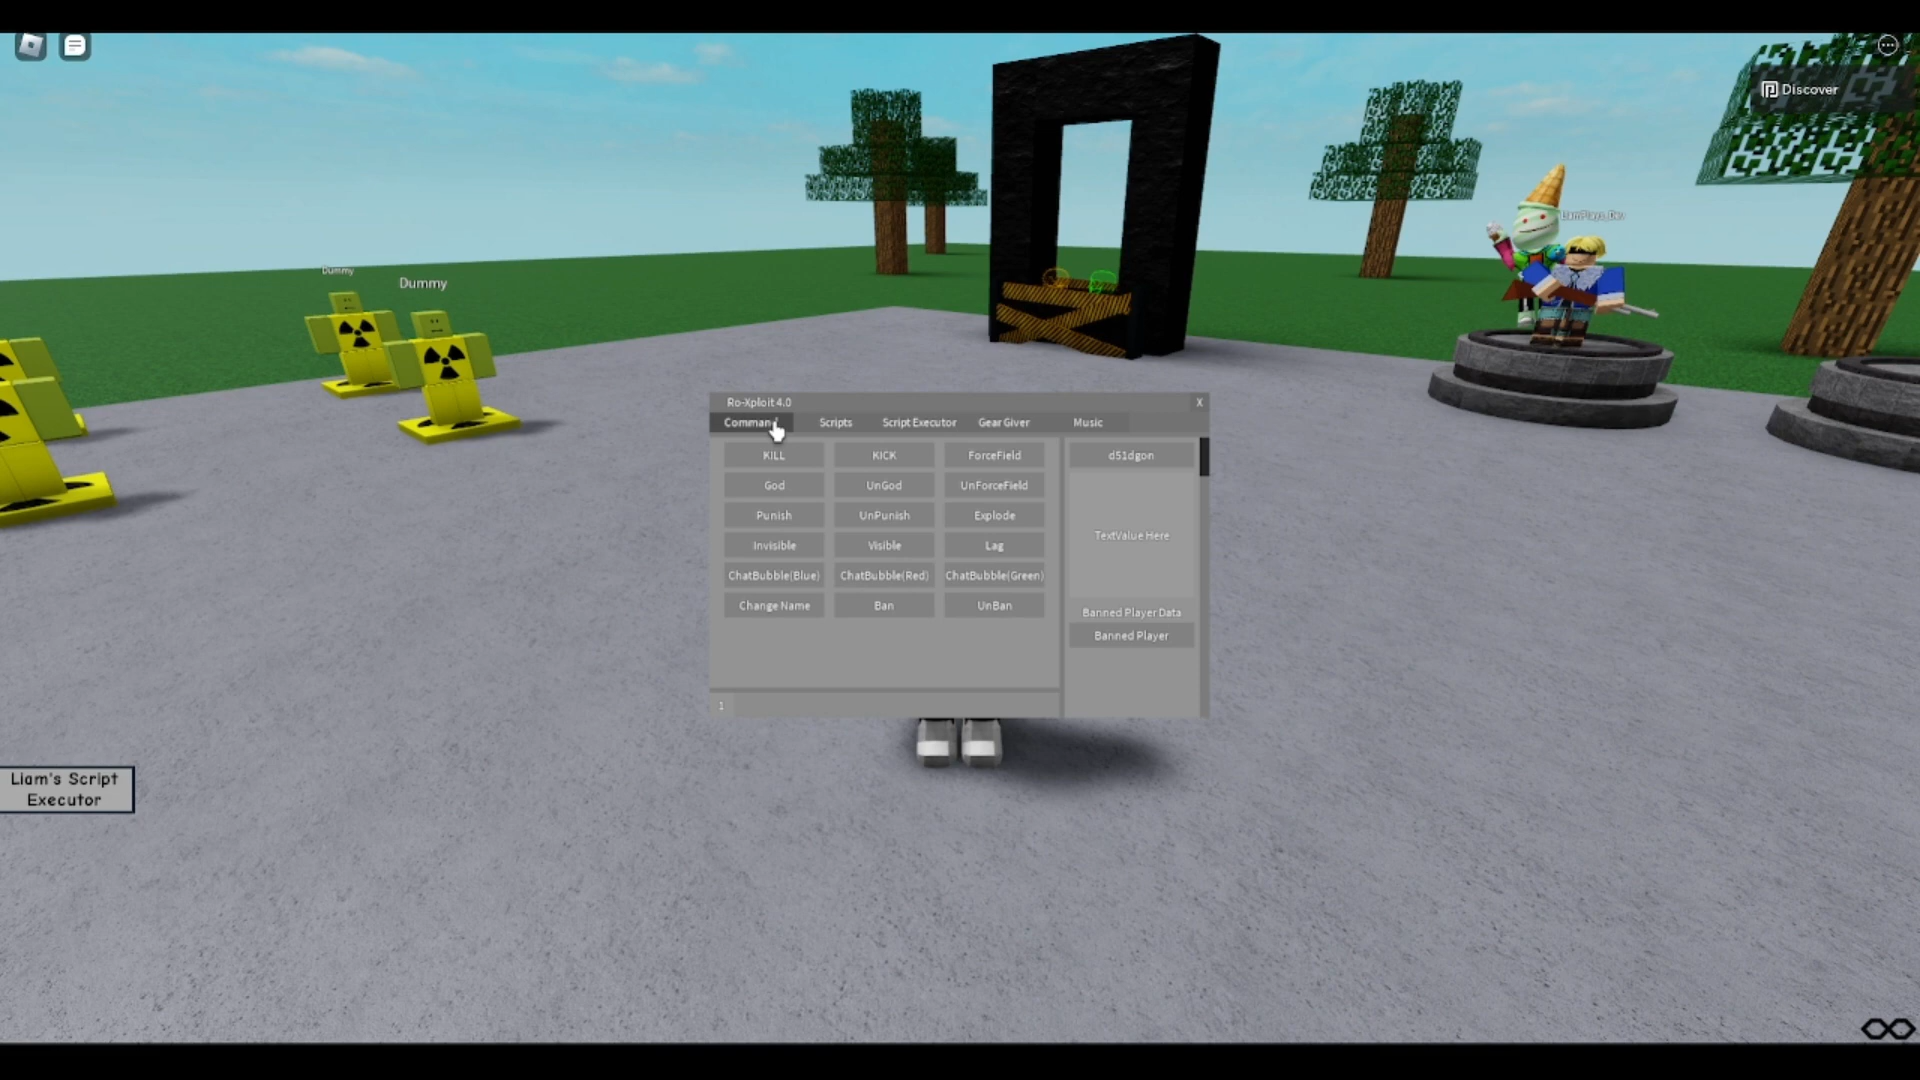 Discover
LiamPlays_Dev
Dummy
Dummy
Ro-Xploit 4.0
X
Command
Scripts
Script Executor
Gear Giver
Music
KILL
KICK
ForceField
d51dgon
God
UnGod
UnForceField
Punish
UnPunish
Explode
TextValue Here
Invisible
Visible
Lag
ChatBubble(Blue)
ChatBubble(Red)
ChatBubble(Green)
Change Name
Ban
UnBan
Banned Player Data
Banned Player
1
Liam's Script
Executor